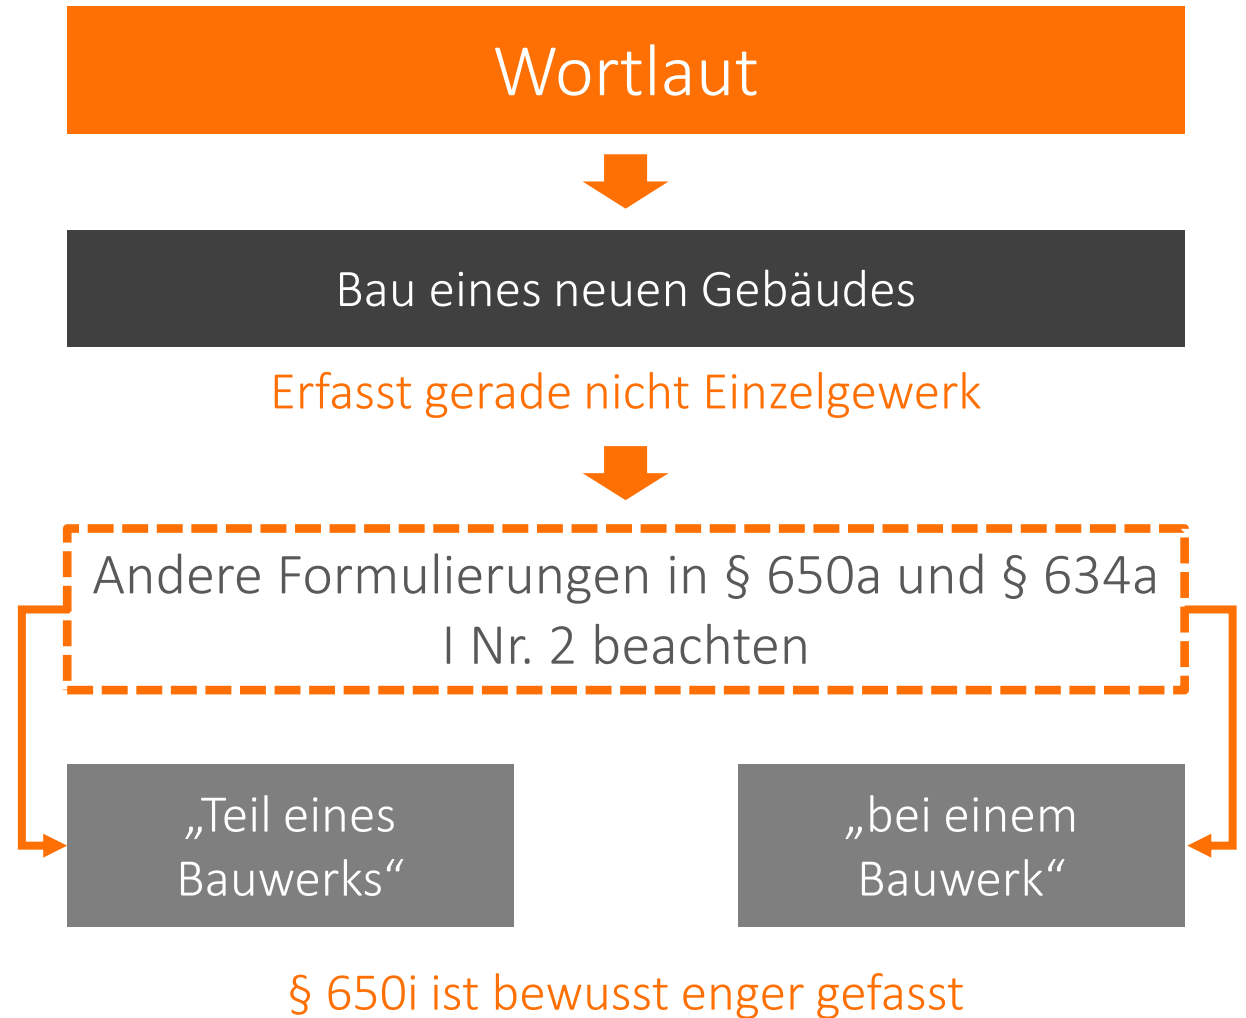 Wortlaut
Bau eines neuen Gebäudes
Erfasst gerade nicht Einzelgewerk
Andere Formulierungen in § 650a und § 634a
I Nr. 2 beachten
„Teil eines
Bauwerks“
„bei einem
Bauwerk“
§ 650i ist bewusst enger gefasst